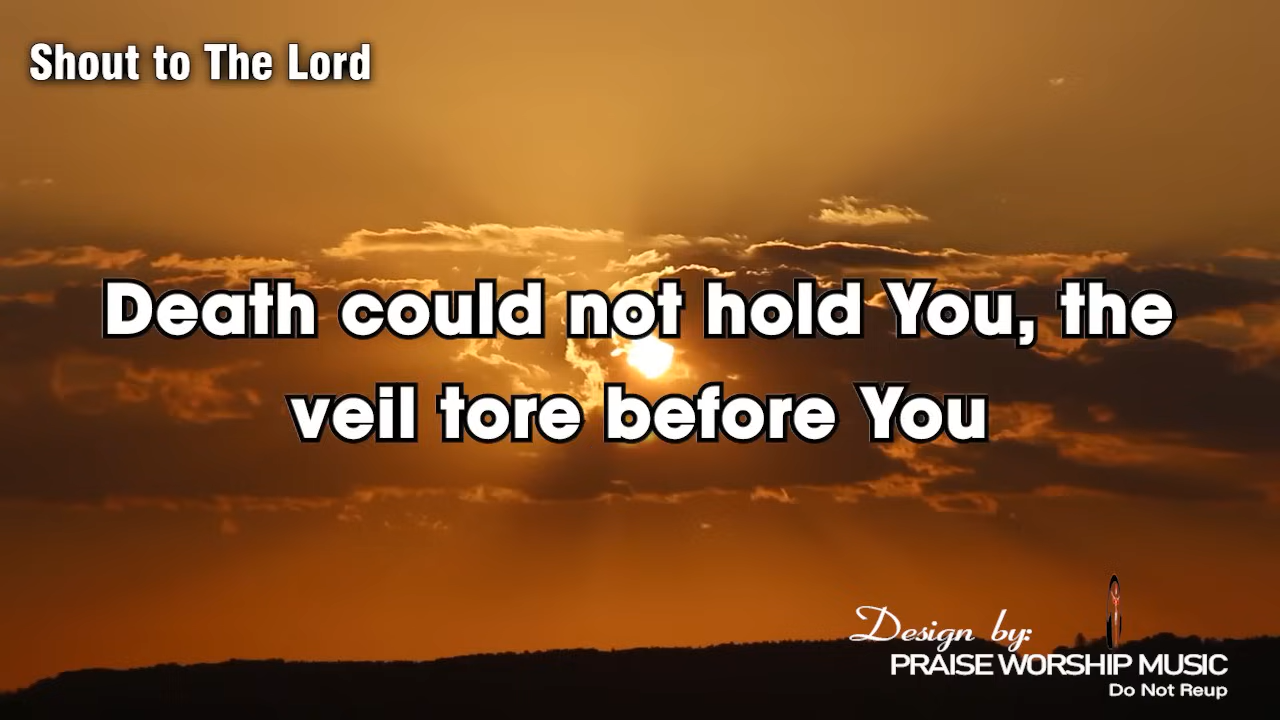 Shout to The Lord
Death could not hold You, the
veil tore before You
Design by:
PRAISE WORSHIP MUSIC
Do Not Reup